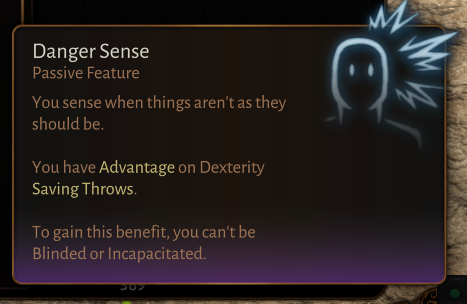 Danger Sense
Passive Feature
You sense when things aren't as they
should be.
You have Advantage on Dexterity
Saving Throws.
To gain this benefit, you can't be
Blinded or Incapacitated.